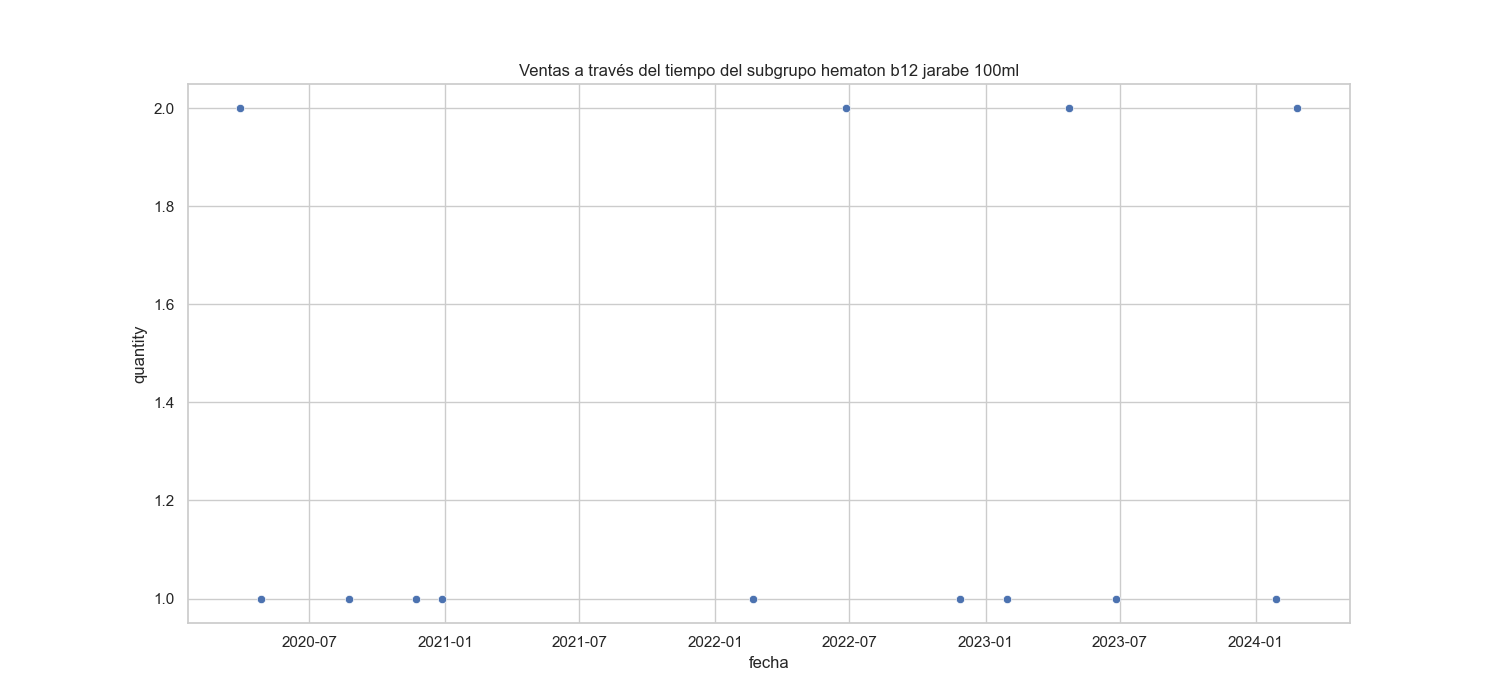 Ventas a través del tiempo del subgrupo hematon b12 jarabe 100ml
2.0
1.8
1.6
1.4
1.2
1.0
quantity
2020-07 2021-01 2021-07 2022-01 2022-07 2023-01 2023-07 2024-01
fecha